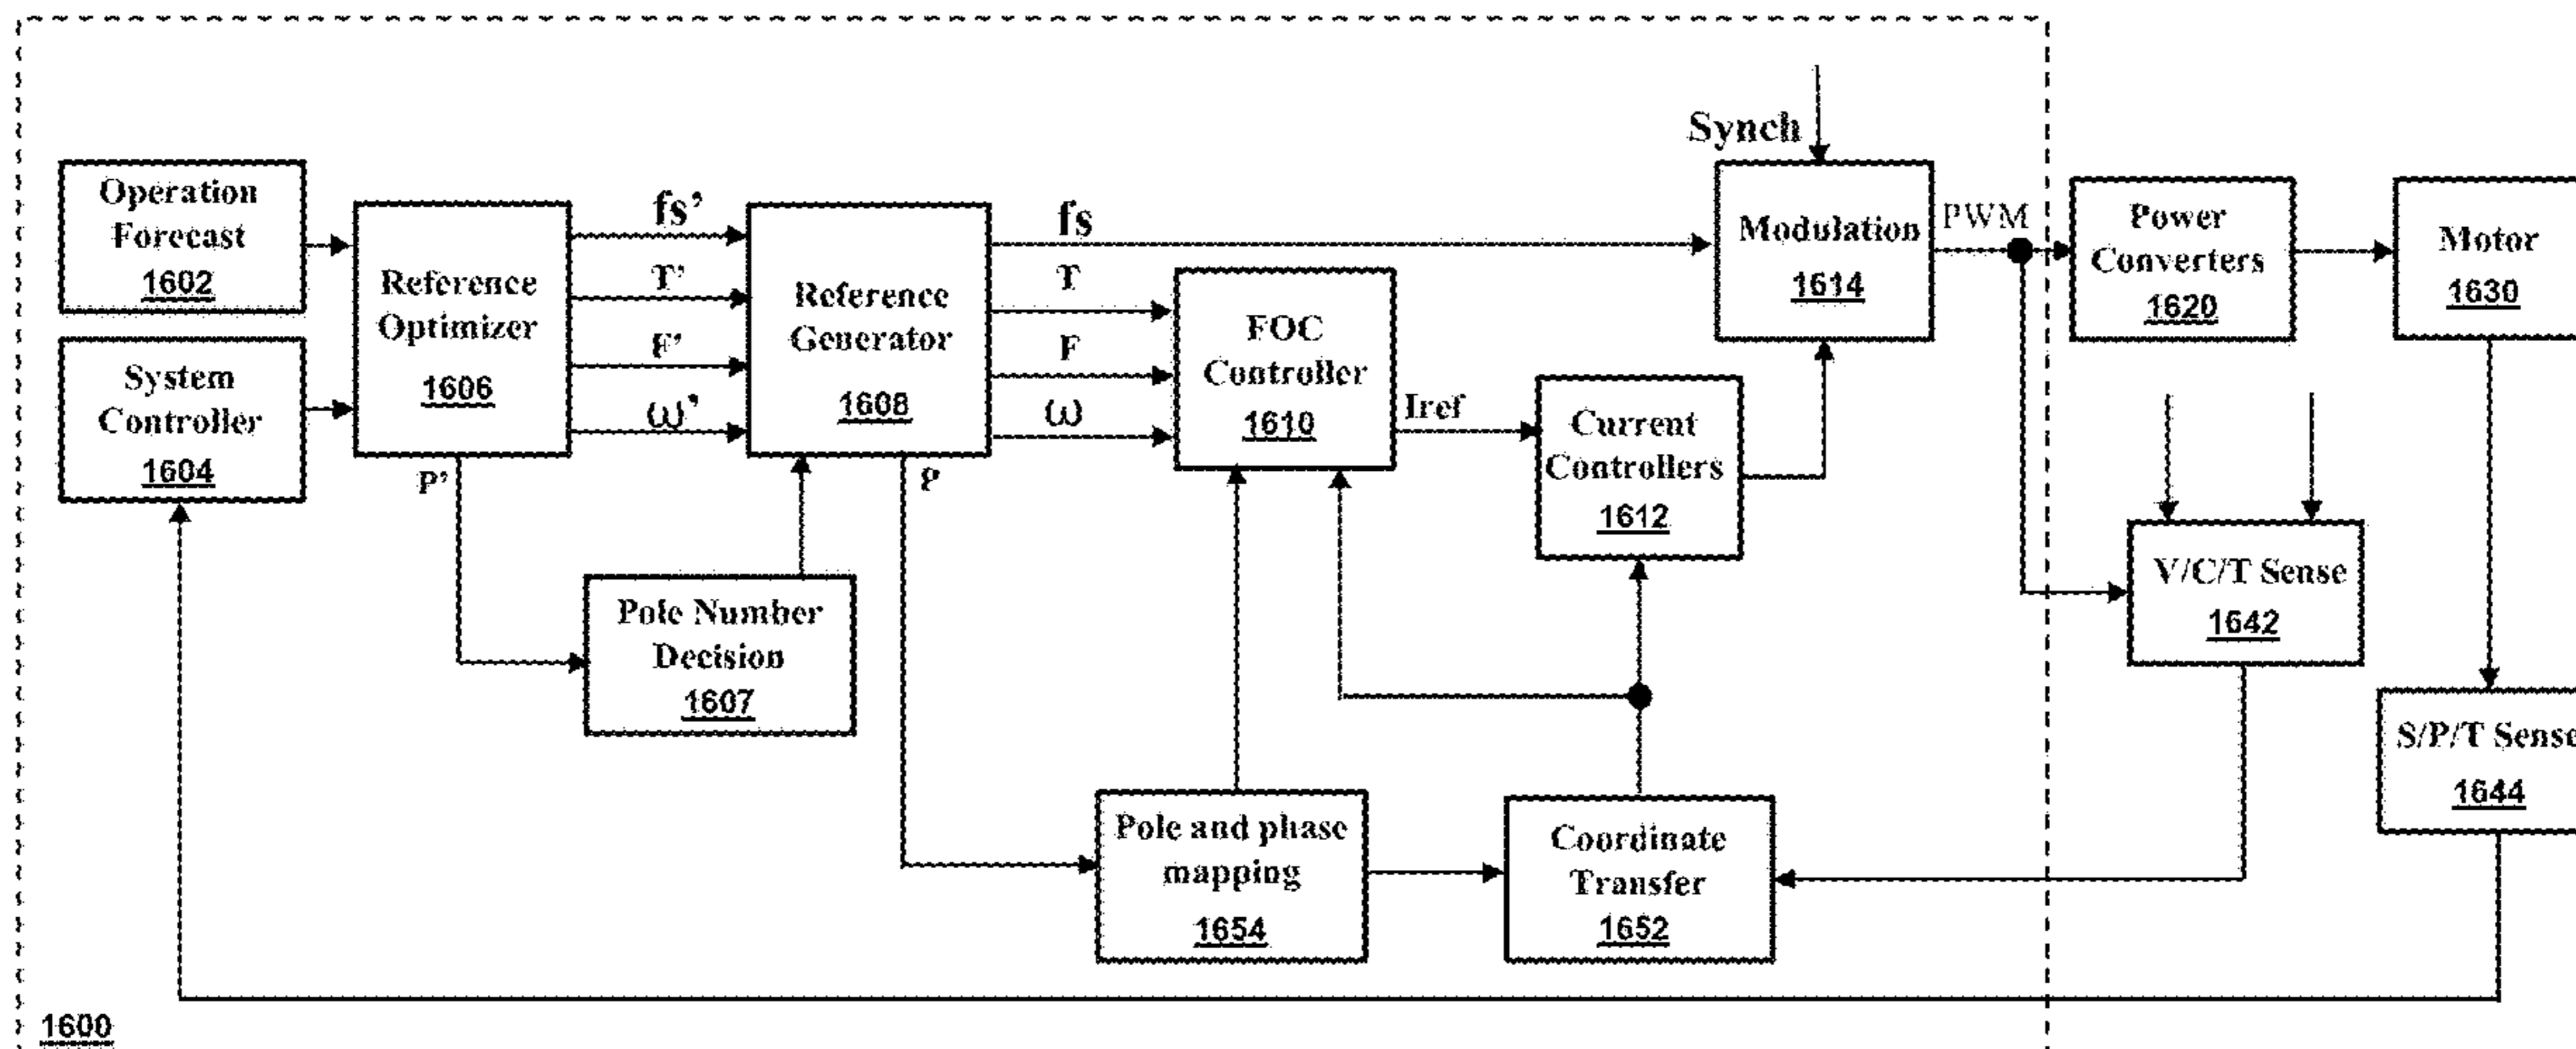 Synch
Operation
Forecast
1602
System
Controller
1604
Reference
Optimizer
1606
fs’
T’
F’
ω’
P’
Pole Number
Decision
1607
Reference
Generator
1608
fs
T
F
ω
P
FOC
Controller
1610
Iref
Current
Controllers
1612
Modulation
1614
PWM
Power
Converters
1620
Motor
1630
V/C/T Sense
1642
S/P/T Sense
1644
Pole and phase
mapping
1654
Coordinate
Transfer
1652
1600